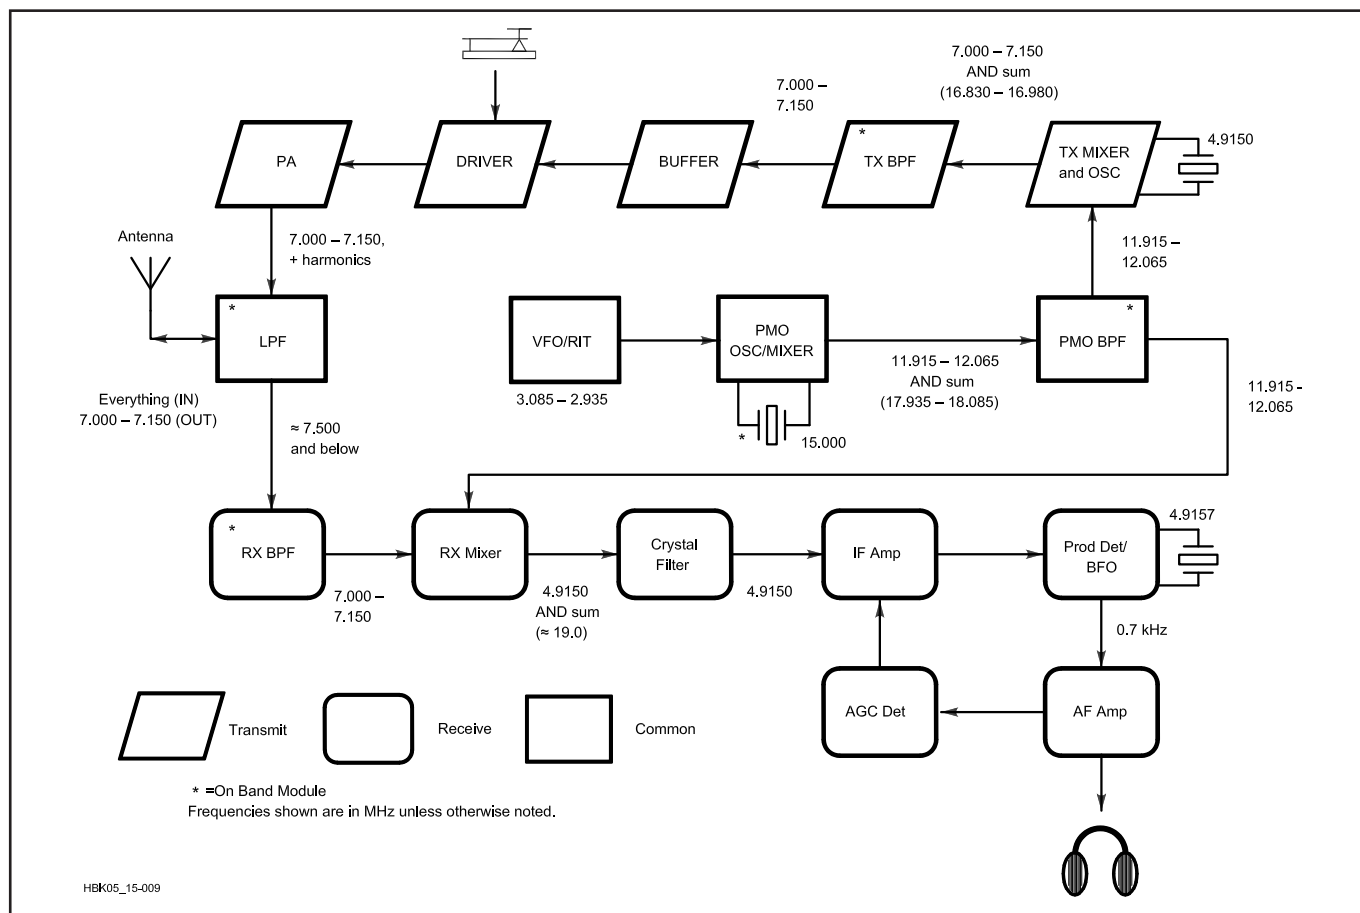 7.000 – 7.150
AND sum
(16.830 – 16.980)
7.000 –
7.150
PA
DRIVER
BUFFER
*
TX BPF
TX MIXER
and OSC
4.9150
Antenna
7.000 – 7.150,
+ harmonics
11.915 –
12.065
*
LPF
VFO/RIT
PMO
OSC/MIXER
*
PMO BPF
Everything (IN)
7.000 – 7.150 (OUT)
3.085 – 2.935
11.915 – 12.065
AND sum
(17.935 – 18.085)
11.915 -
12.065
≈ 7.500
and below
*
15.000
*
RX BPF
RX Mixer
Crystal
Filter
IF Amp
Prod Det/
BFO
4.9157
7.000 –
7.150
4.9150
AND sum
(≈ 19.0)
4.9150
0.7 kHz
Transmit
Receive
Common
AGC Det
AF Amp
* =On Band Module
Frequencies shown are in MHz unless otherwise noted.
HBK05_15-009